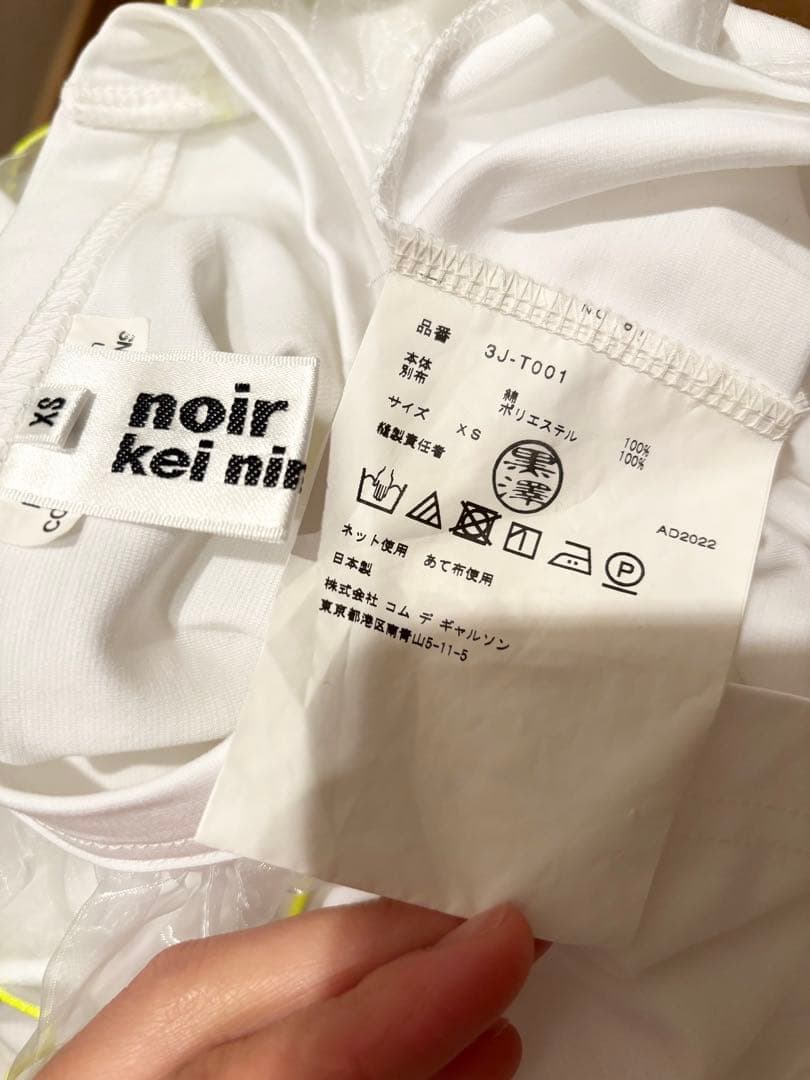 XS
noir
kei nin
品番 3J-T001
本体 綿 100%
別布 ポリエステル 100%
サイズ XS
縫製責任者 黒澤
AD2022
P
ネット使用 あて布使用
日本製
株式会社 コム デ ギャルソン
東京都港区南青山5-11-5